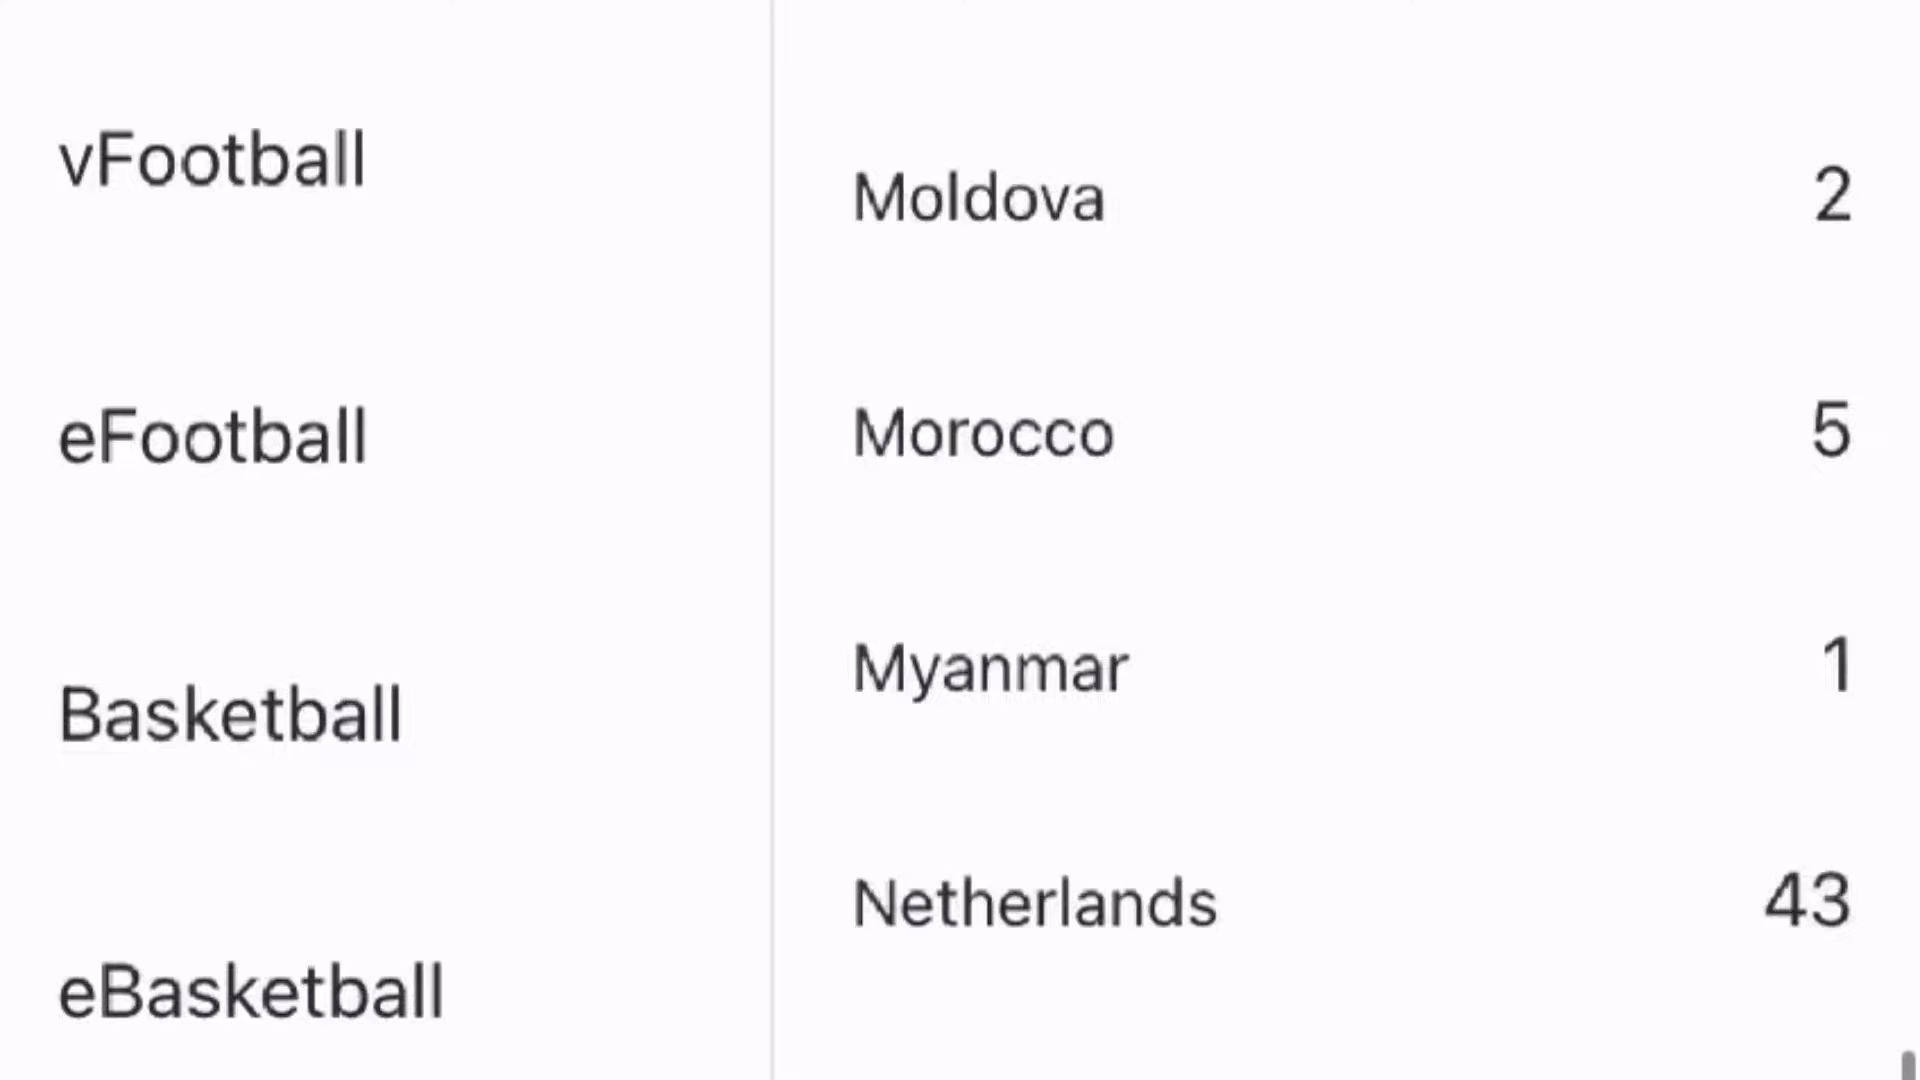 vFootball
eFootball
Basketball
eBasketball
Moldova 2
Morocco 5
Myanmar 1
Netherlands 43